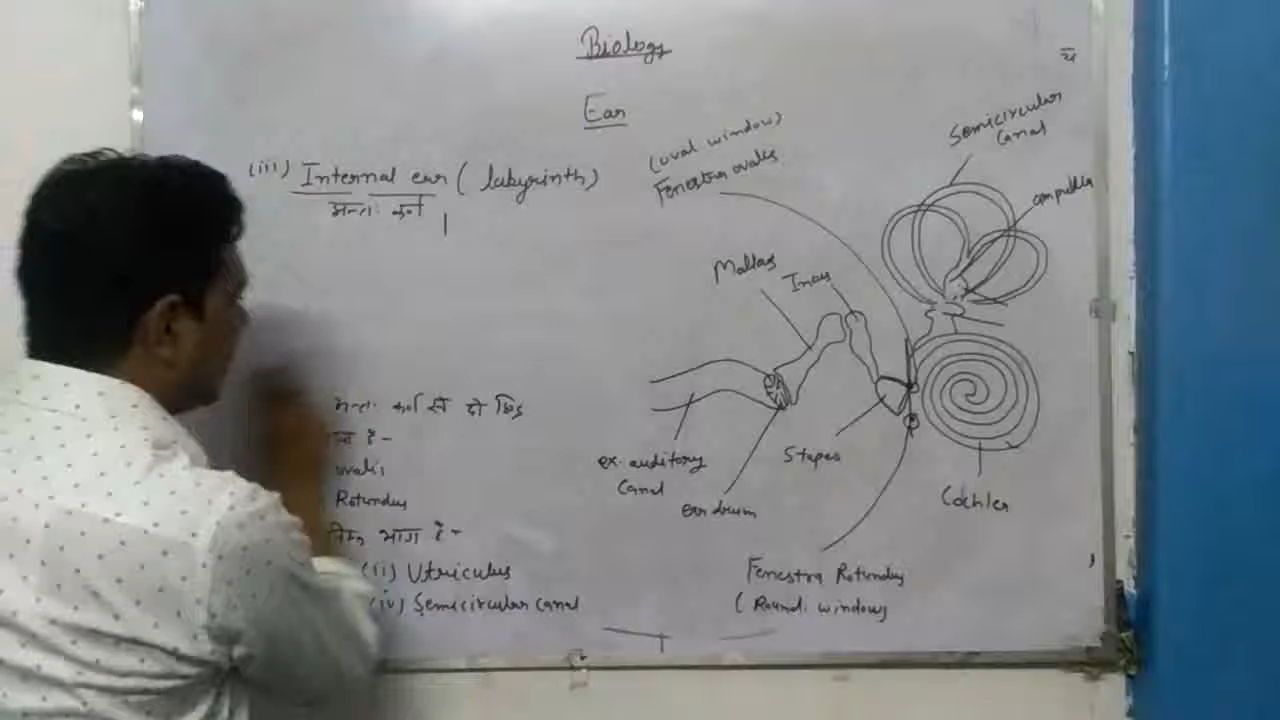 Biology
Ear
(iii) Internal ear ( labyrinth)
अन्तः कर्ण
अन्तः कर्ण में दो छिद्र
है-
ovalis
Rotundus
निम्न भाग है-
(ii) Utriculus
(iv) Semicircular canal
(oval window)
Fenestra ovalis
Semicircular
Canal
ampulla
Malleus
Incus
ex. auditory
Canal
ear drum
Stapes
Cochlea
Fenestra Rotundus
( Round. window)